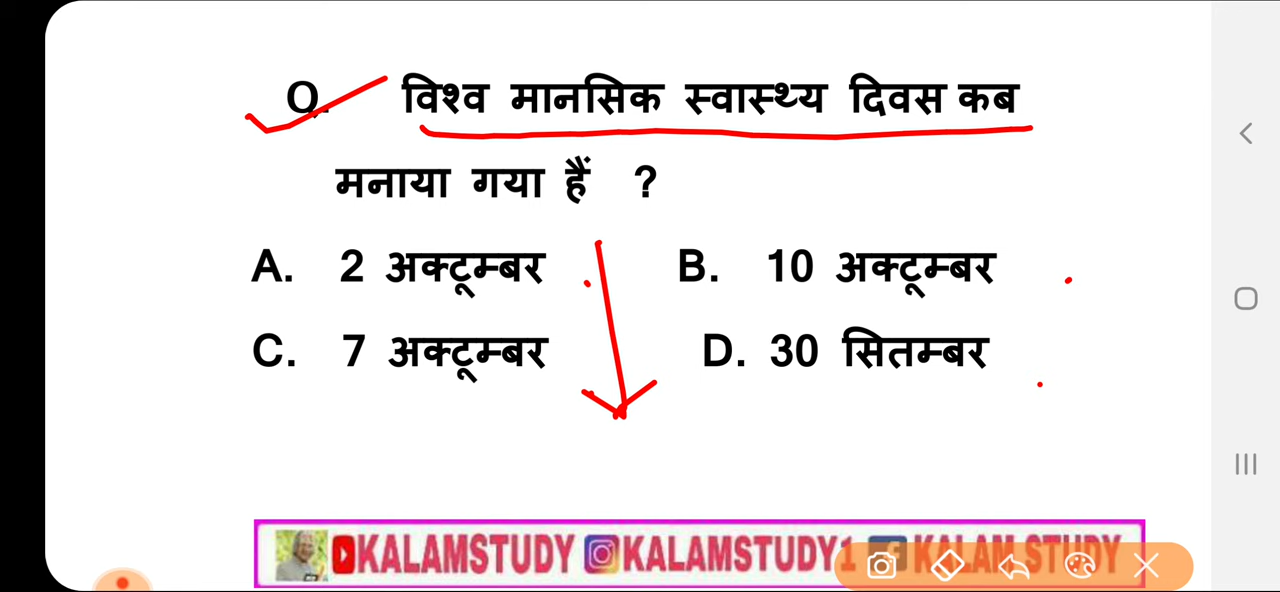 Q. विश्व मानसिक स्वास्थ्य दिवस कब
मनाया गया हैं ?
A. 2 अक्टूम्बर B. 10 अक्टूम्बर
C. 7 अक्टूम्बर D. 30 सितम्बर
KALAMSTUDY KALAMSTUDY1 KALAM STUDY